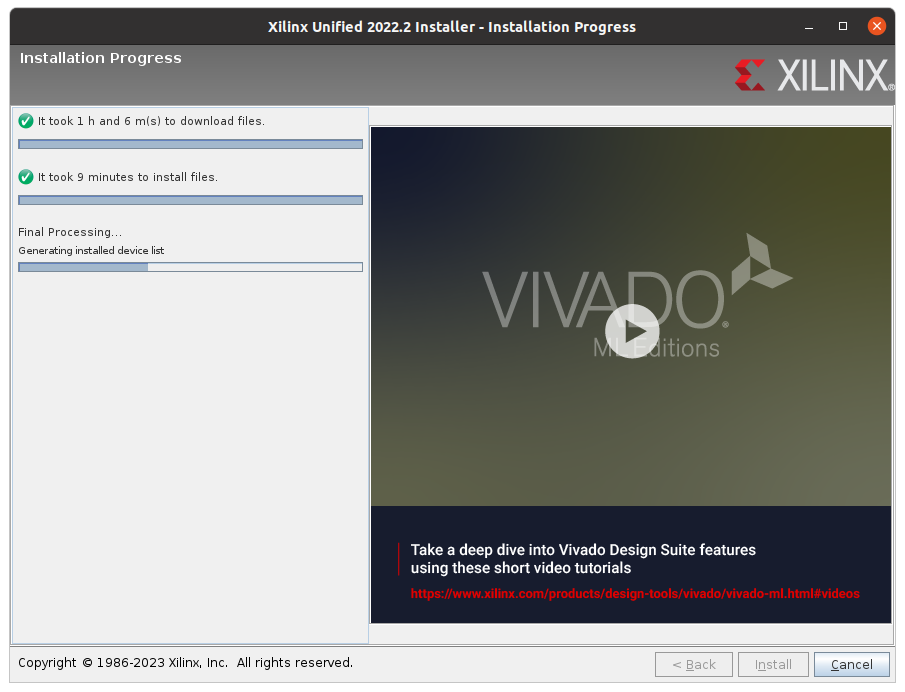 Xilinx Unified 2022.2 Installer - Installation Progress
Installation Progress
XILINX®
It took 1 h and 6 m(s) to download files.
It took 9 minutes to install files.
Final Processing...
Generating installed device list
VIVADO®
ML Editions
Take a deep dive into Vivado Design Suite features
using these short video tutorials
https://www.xilinx.com/products/design-tools/vivado/vivado-ml.html#videos
Copyright © 1986-2023 Xilinx, Inc. All rights reserved.
< Back
Install
Cancel